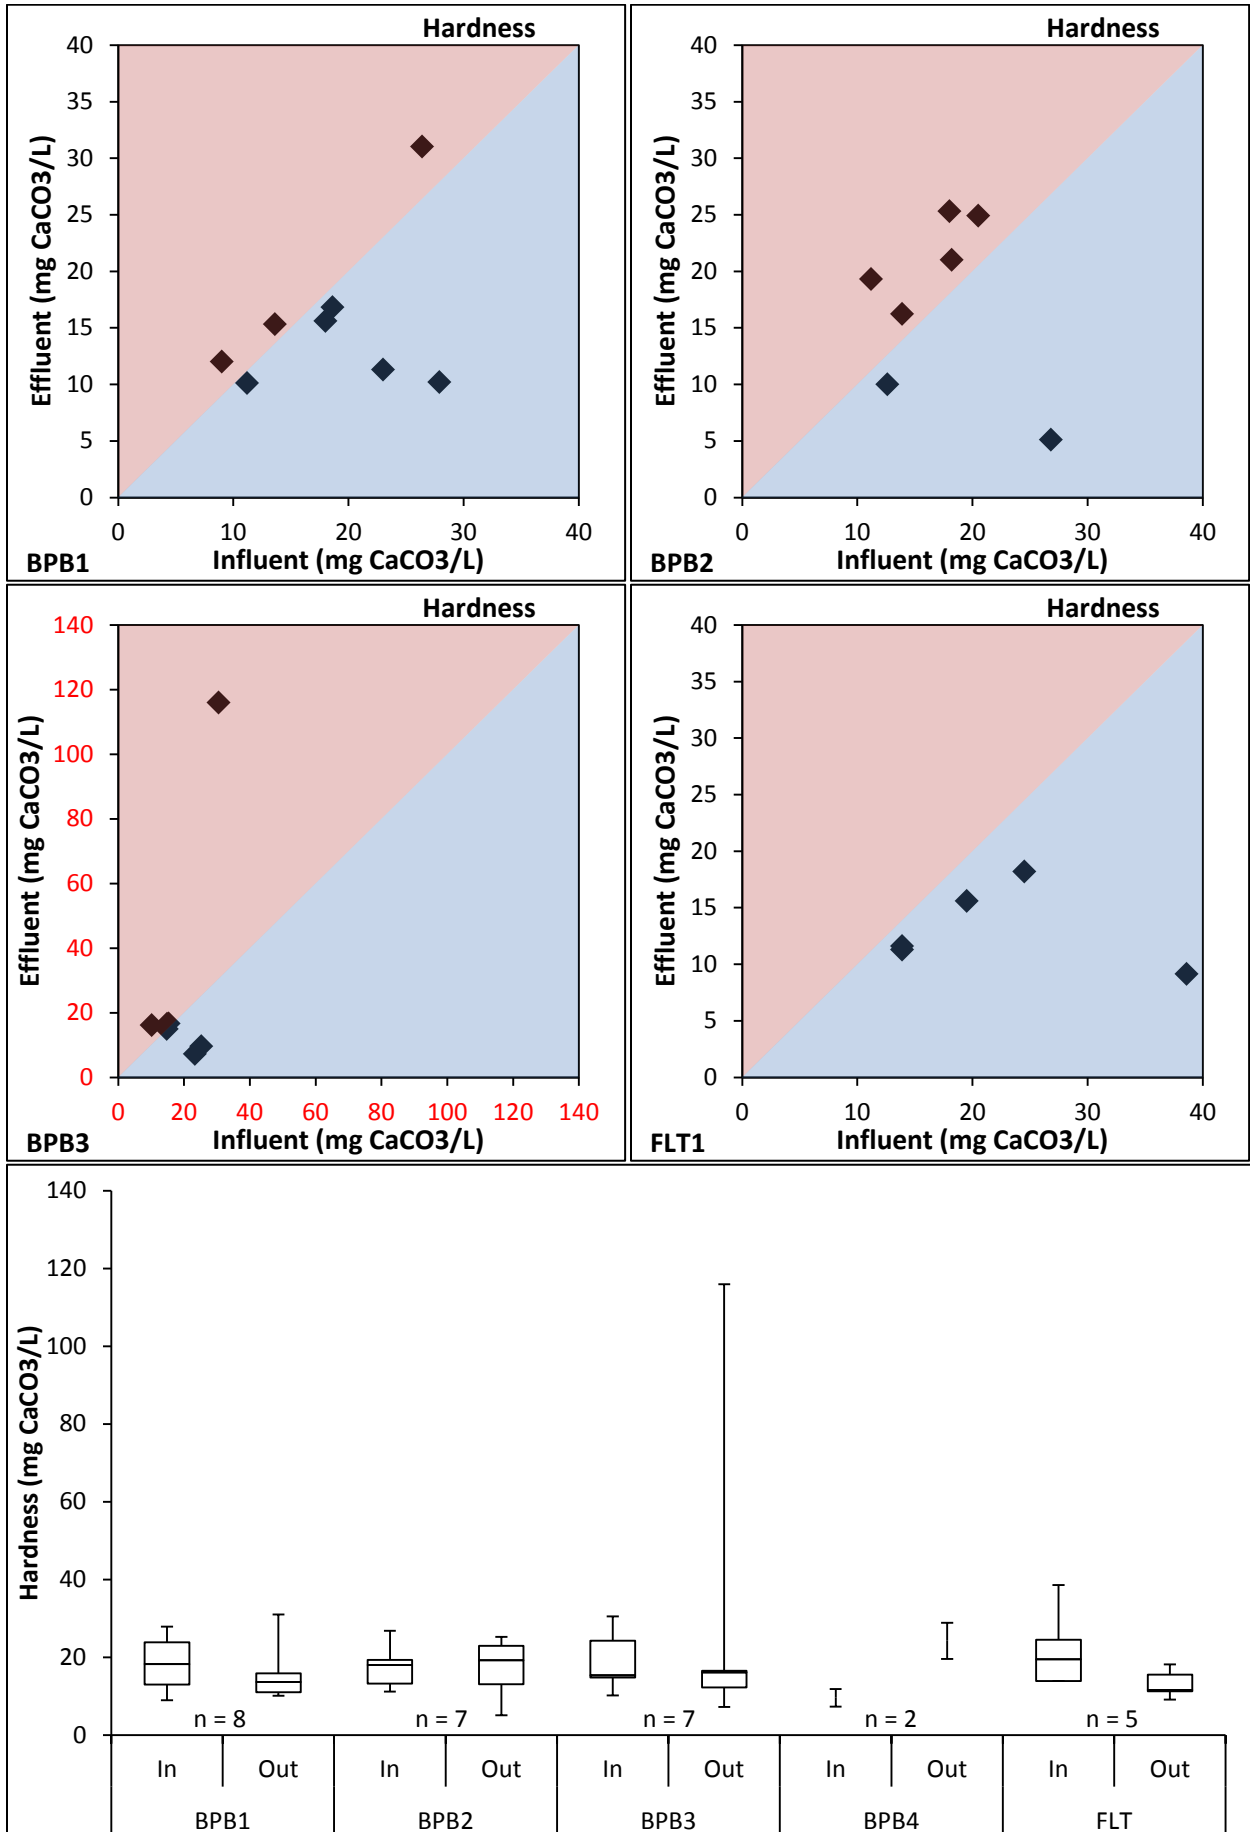 Hardness
40
35
30
25
20
15
10
5
0
Effluent (mg CaCO3/L)
0 10 20 30 40
Influent (mg CaCO3/L)
BPB1
Hardness
40
35
30
25
20
15
10
5
0
Effluent (mg CaCO3/L)
0 10 20 30 40
Influent (mg CaCO3/L)
BPB2
Hardness
140
120
100
80
60
40
20
0
Effluent (mg CaCO3/L)
0 20 40 60 80 100 120 140
Influent (mg CaCO3/L)
BPB3
Hardness
40
35
30
25
20
15
10
5
0
Effluent (mg CaCO3/L)
0 10 20 30 40
Influent (mg CaCO3/L)
FLT1
140
120
100
80
60
40
20
0
Hardness (mg CaCO3/L)
n = 8 n = 7 n = 7 n = 2 n = 5
In Out In Out In Out In Out In Out
BPB1 BPB2 BPB3 BPB4 FLT